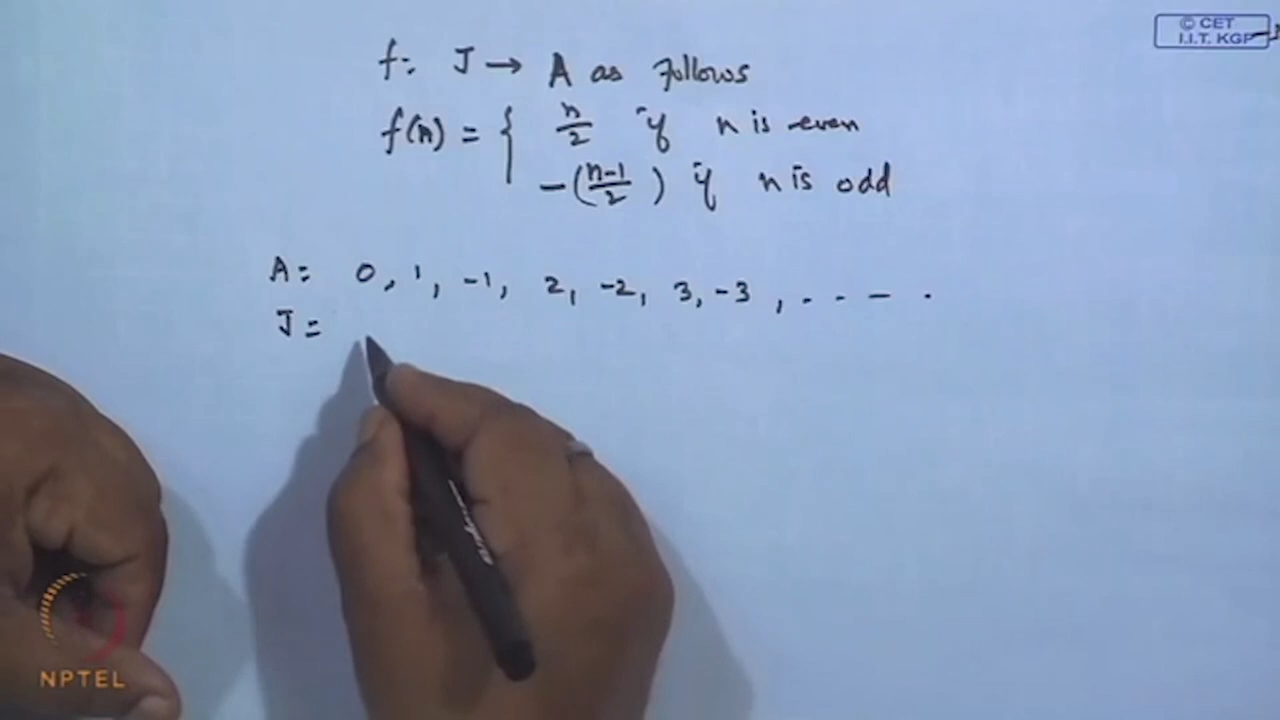 © CET
I.I.T. KGP
f: J → A as follows
f(n) = { n/2 if n is even
-(n-1/2) if n is odd
A: 0, 1, -1, 2, -2, 3, -3, . . - .
J =
NPTEL